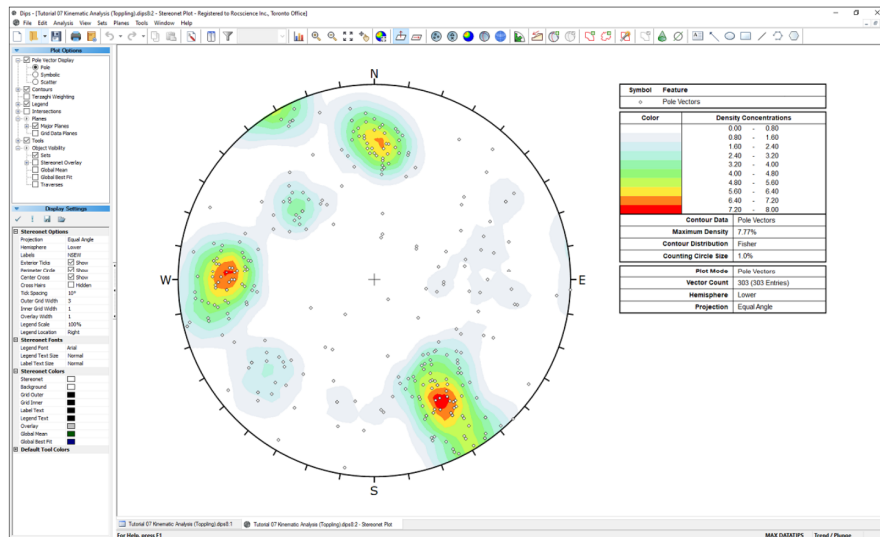 Dips - [Tutorial 07 Kinematic Analysis (Toppling).dips8:2 - Stereonet Plot - Registered to Rocscience Inc., Toronto Office]
File Edit Analysis View Sets Planes Tools Window Help
Plot Options
Pole Vector Display
Pole
Symbolic
Scatter
Contours
Terzaghi Weighting
Legend
Intersections
Planes
Major Planes
Grid Data Planes
Tools
Object Visibility
Sets
Stereonet Overlay
Global Mean
Global Best Fit
Traverses
Display Settings
Stereonet Options
Projection Equal Angle
Hemisphere Lower
Labels NSEW
Exterior Ticks Show
Perimeter Circle Show
Center Cross Show
Cross Hairs Hidden
Tick Spacing 10°
Outer Grid Width 3
Inner Grid Width 1
Overlay Width 1
Legend Scale 100%
Legend Location Right
Stereonet Fonts
Legend Font Arial
Legend Text Size Normal
Label Text Size Normal
Stereonet Colors
Stereonet
Background
Grid Outer
Grid Inner
Label Text
Legend Text
Overlay
Global Mean
Global Best Fit
Default Tool Colors
N
W
E
S
Symbol Feature
Pole Vectors
Color Density Concentrations
0.00 - 0.80
0.80 - 1.60
1.60 - 2.40
2.40 - 3.20
3.20 - 4.00
4.00 - 4.80
4.80 - 5.60
5.60 - 6.40
6.40 - 7.20
7.20 - 8.00
Contour Data Pole Vectors
Maximum Density 7.77%
Contour Distribution Fisher
Counting Circle Size 1.0%
Plot Mode Pole Vectors
Vector Count 303 (303 Entries)
Hemisphere Lower
Projection Equal Angle
Tutorial 07 Kinematic Analysis (Toppling).dips8:1 Tutorial 07 Kinematic Analysis (Toppling).dips8:2 - Stereonet Plot
For Help, press F1 MAX DATATIPS Trend / Plunge